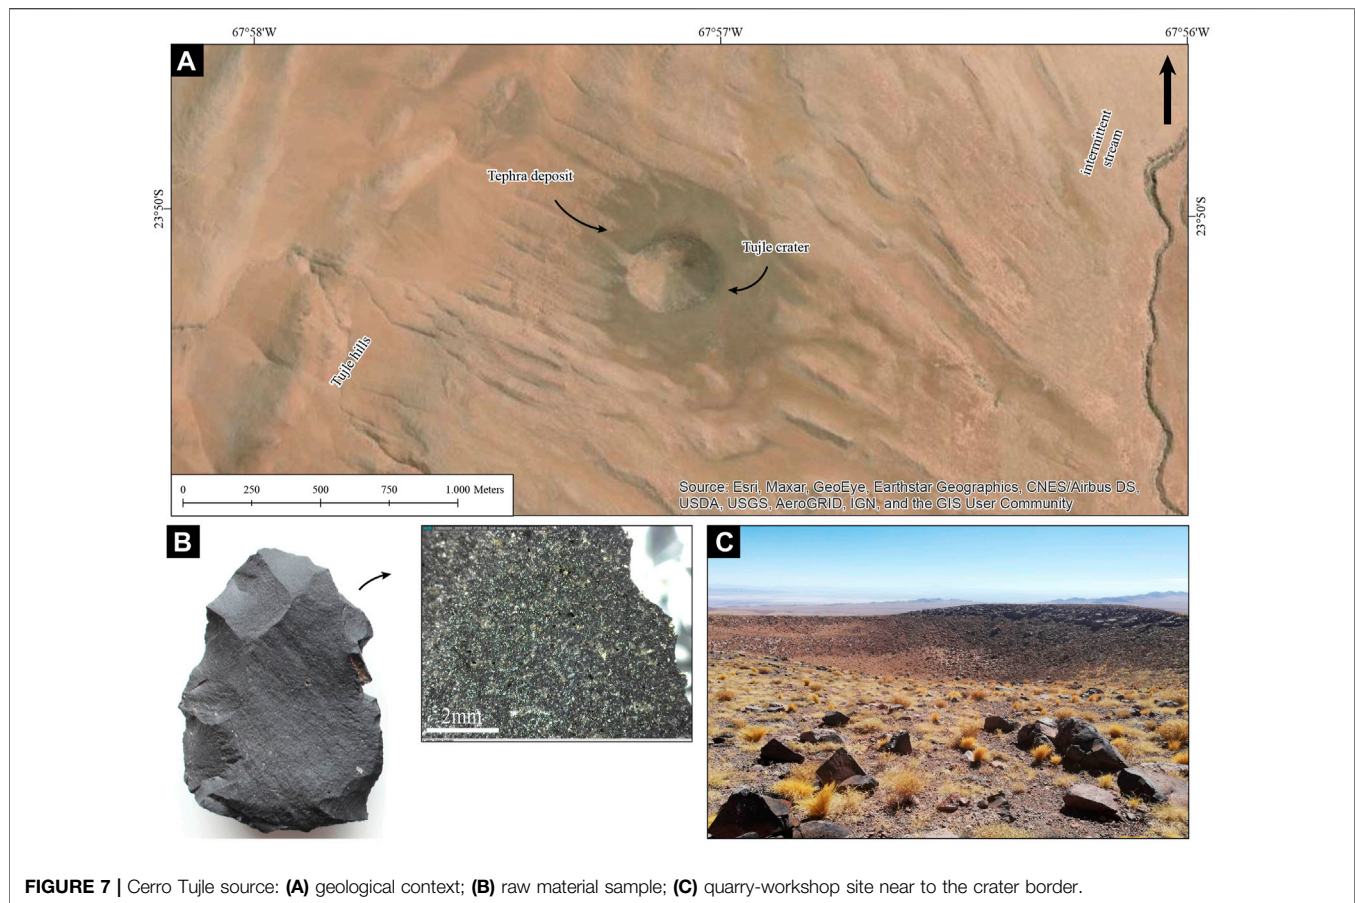 67°58'W
67°57'U
67°56'W
A
intermittent
stream
Tephra deposit
23°50'S
23°50'S
Tujle crater
Tujle hills
0 250 500 750 1.000 Meters
Source: Esri, Maxar, GeoEye, Earthstar Geographics, CNES/Airbus DS,
USDA, USGS, AeroGRID, IGN, and the GIS User Community
B
2mm
C
FIGURE 7 | Cerro Tujle source: (A) geological context; (B) raw material sample; (C) quarry-workshop site near to the crater border.